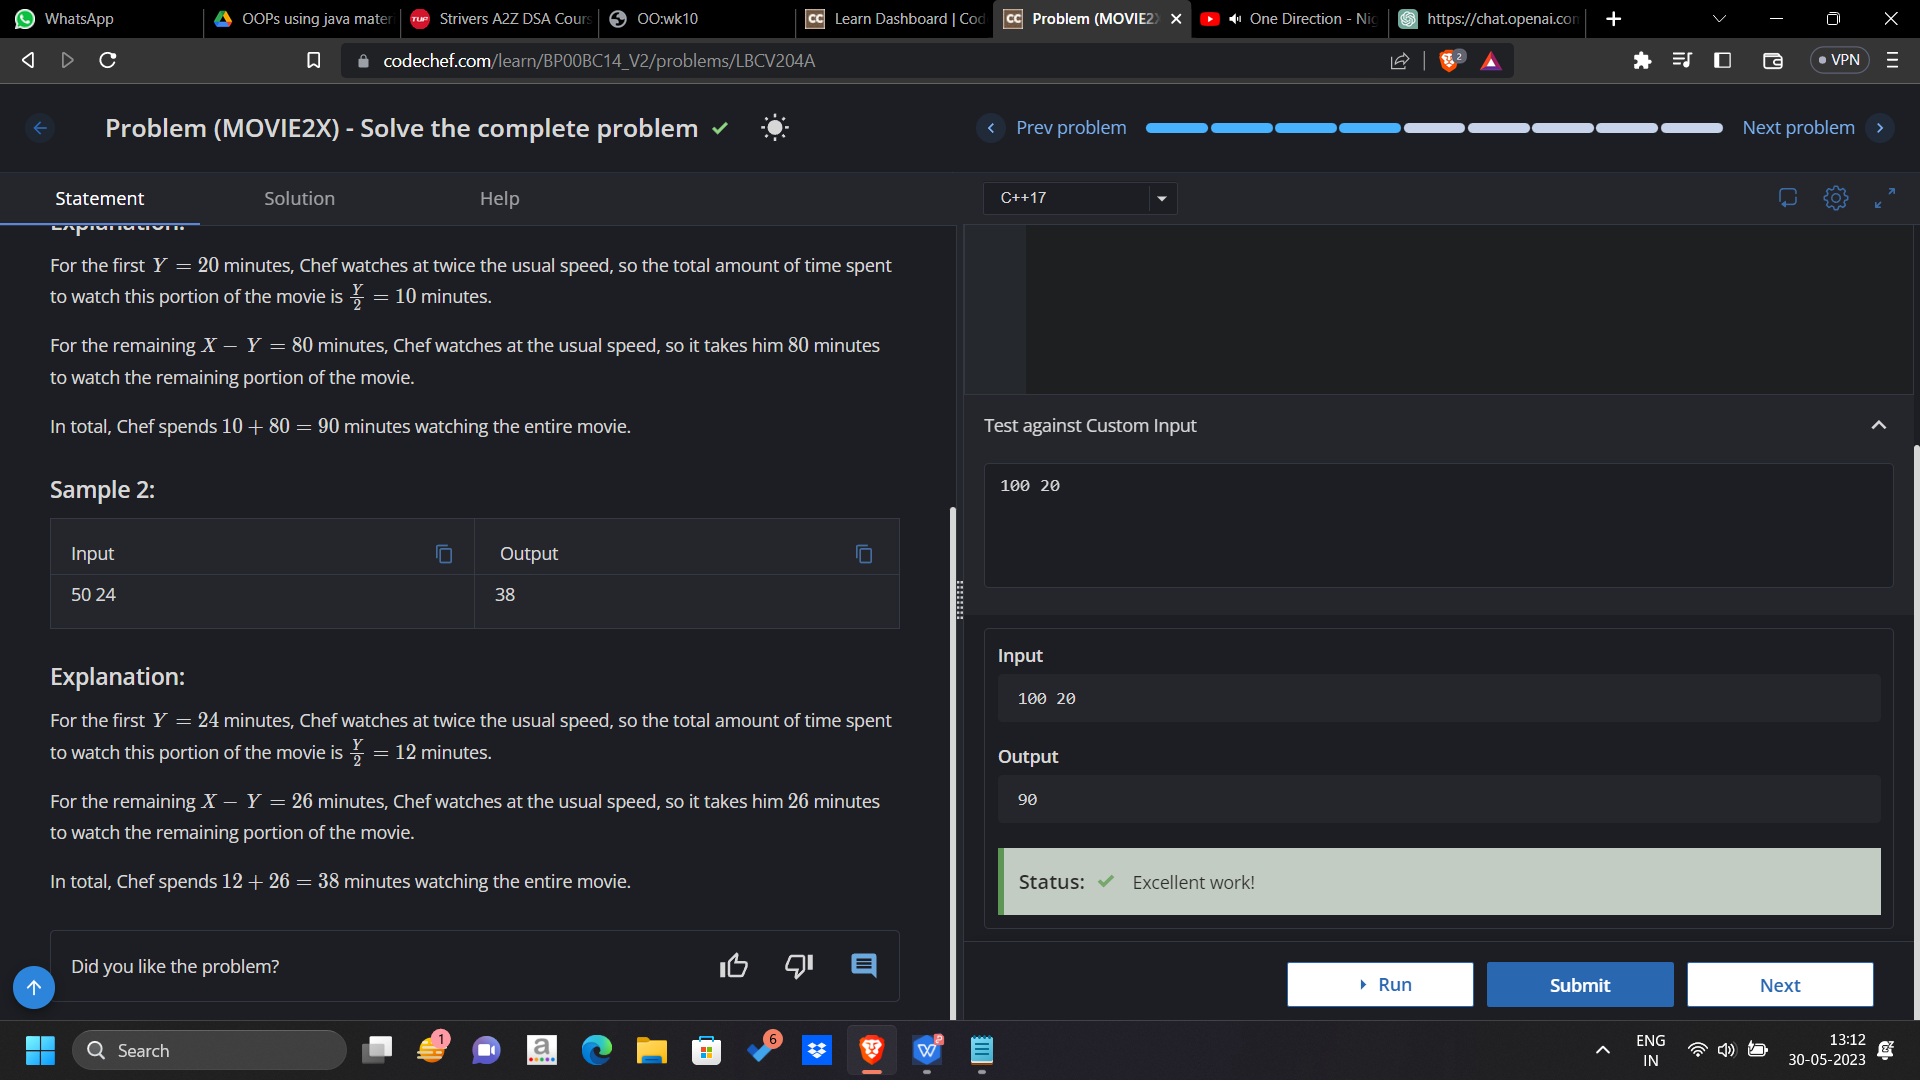 WhatsApp
OOPs using java mater
Strivers A2Z DSA Cours
OO:wk10
Learn Dashboard | Cod
Problem (MOVIE2X
One Direction - Nig
https://chat.openai.com
codechef.com/learn/BP00BC14_V2/problems/LBCV204A
2
VPN
Problem (MOVIE2X) - Solve the complete problem
Prev problem
Next problem
Statement
Solution
Help
C++17
Explanation:
For the first Y = 20 minutes, Chef watches at twice the usual speed, so the total amount of time spent
to watch this portion of the movie is Y/2 = 10 minutes.
For the remaining X − Y = 80 minutes, Chef watches at the usual speed, so it takes him 80 minutes
to watch the remaining portion of the movie.
In total, Chef spends 10 + 80 = 90 minutes watching the entire movie.
Sample 2:
Input
Output
50 24
38
Explanation:
For the first Y = 24 minutes, Chef watches at twice the usual speed, so the total amount of time spent
to watch this portion of the movie is Y/2 = 12 minutes.
For the remaining X − Y = 26 minutes, Chef watches at the usual speed, so it takes him 26 minutes
to watch the remaining portion of the movie.
In total, Chef spends 12 + 26 = 38 minutes watching the entire movie.
Did you like the problem?
Test against Custom Input
100 20
Input
100 20
Output
90
Status: Excellent work!
Run
Submit
Next
Search
1
6
ENG
IN
13:12
30-05-2023